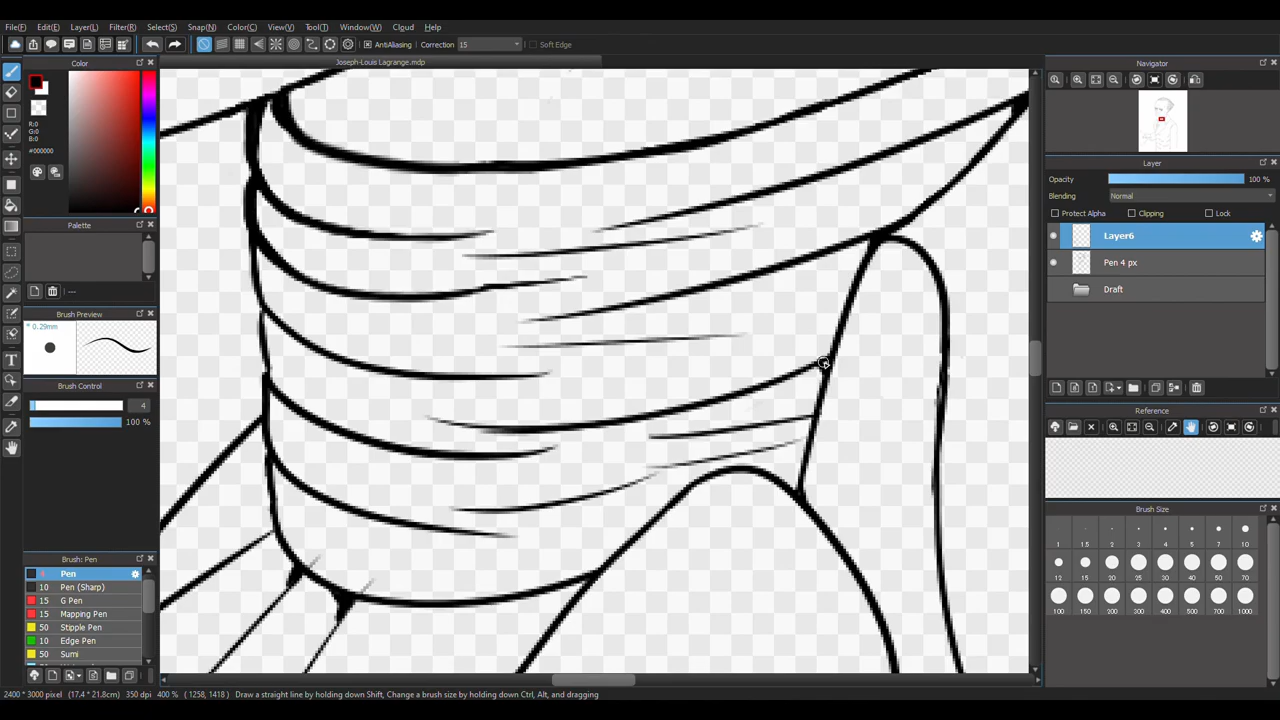 File(F) Edit(E) Layer(L) Filter(R) Select(S) Snap(N) Color(C) View(V) Tool(T) Window(W) Cloud Help
AntiAliasing Correction 15 Soft Edge
Joseph-Louis Lagrange.mdp
Color
R:0
G:0
B:0
#000000
Palette
---
Brush Preview
* 0.29mm
Brush Control
4
100 %
Brush: Pen
Pen
10 Pen (Sharp)
15 G Pen
15 Mapping Pen
50 Stipple Pen
10 Edge Pen
50 Sumi
Navigator
Layer
Opacity 100 %
Blending Normal
Protect Alpha Clipping Lock
Layer6
Pen 4 px
Draft
Reference
Brush Size
1 1.5 2 3 4 5 7 10
12 15 20 25 30 40 50 70
100 150 200 300 400 500 700 1000
2400 * 3000 pixel (17.4 * 21.8cm) 350 dpi 400 % ( 1258, 1418 ) Draw a straight line by holding down Shift, Change a brush size by holding down Ctrl, Alt, and dragging